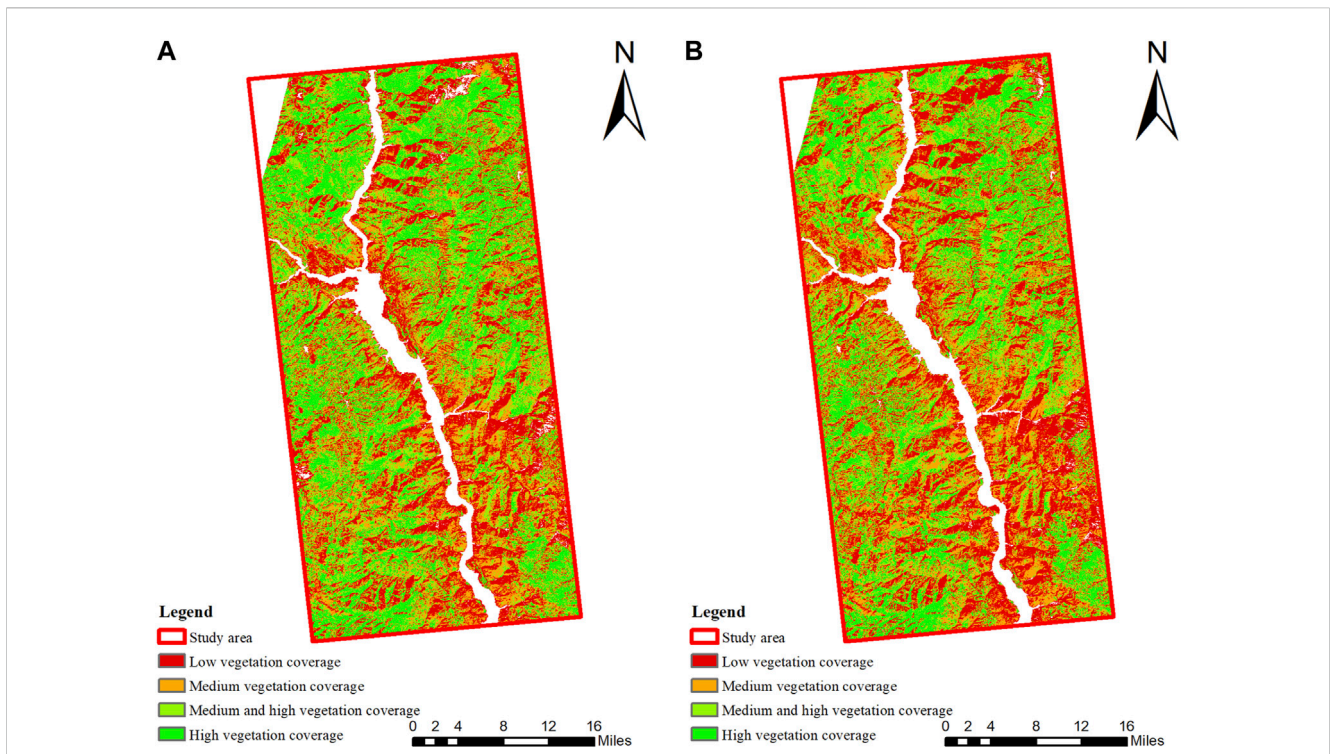 A
N
Legend
Study area
Low vegetation coverage
Medium vegetation coverage
Medium and high vegetation coverage
High vegetation coverage
0 2 4 8 12 16
Miles
B
N
Legend
Study area
Low vegetation coverage
Medium vegetation coverage
Medium and high vegetation coverage
High vegetation coverage
0 2 4 8 12 16
Miles